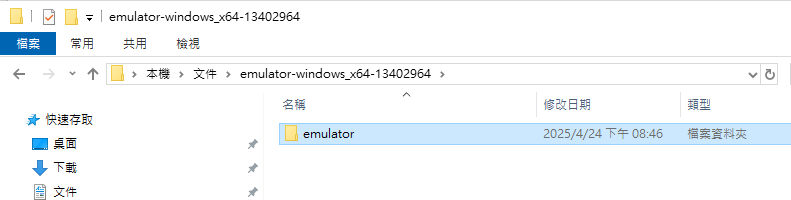 emulator-windows_x64-13402964
檔案 常用 共用 檢視
本機 文件 emulator-windows_x64-13402964
名稱 修改日期 類型
快速存取
emulator 2025/4/24 下午 08:46 檔案資料夾
桌面
下載
文件